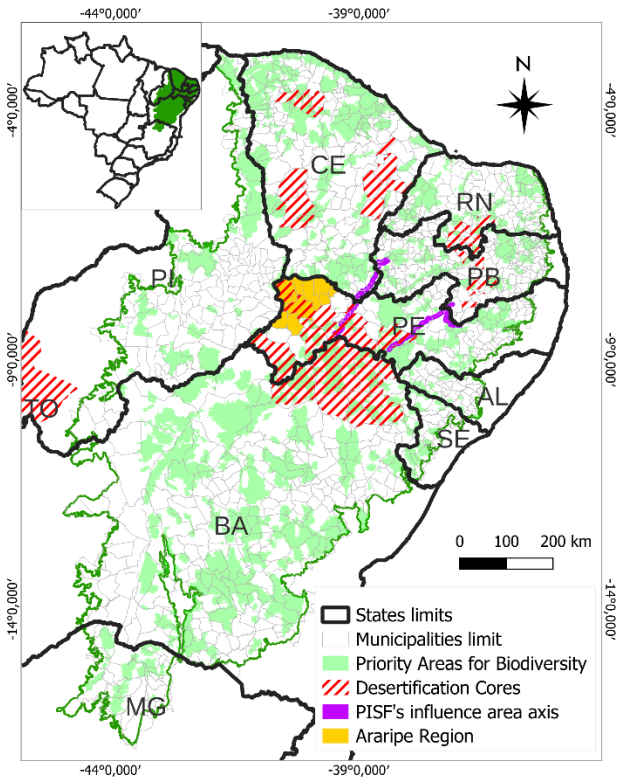 -44°0,000' -39°0,000'
N
-4°0,000' -4°0,000'
CE
RN
PI
PB
PE
-9°0,000' -9°0,000'
TO
AL
SE
BA
0 100 200 km
-14°0,000' -14°0,000'
States limits
Municipalities limit
Priority Areas for Biodiversity
Desertification Cores
PISF's influence area axis
Araripe Region
MG
-44°0,000' -39°0,000'